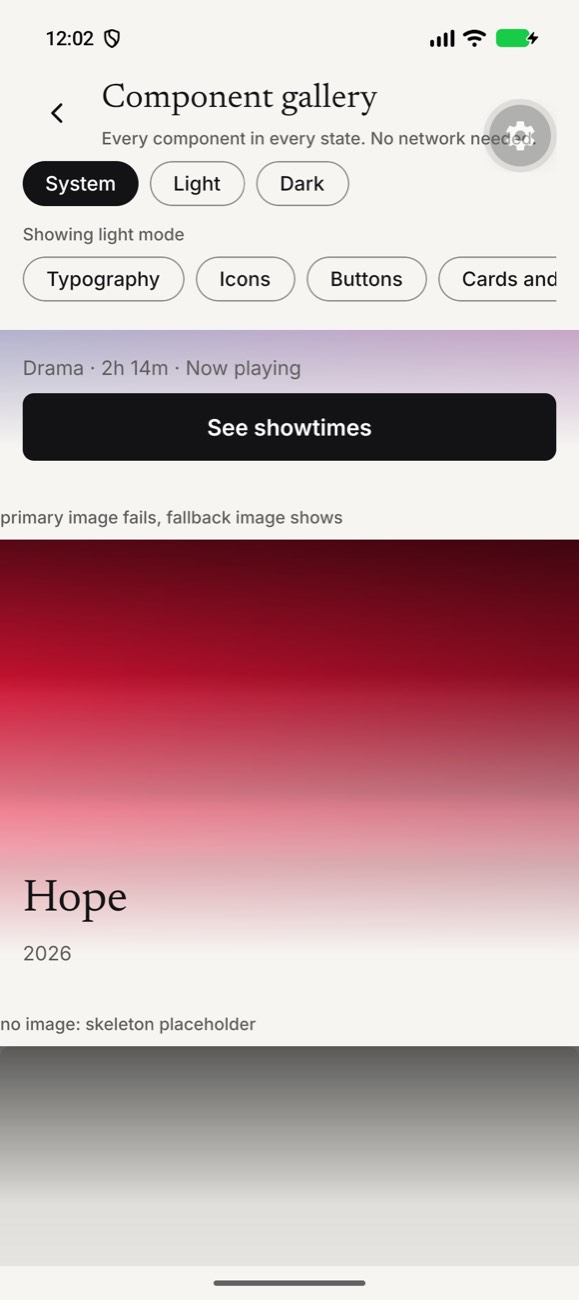 12:02
Component gallery
Every component in every state. No network needed.
System
Light
Dark
Showing light mode
Typography
Icons
Buttons
Cards and
Drama · 2h 14m · Now playing
See showtimes
primary image fails, fallback image shows
Hope
2026
no image: skeleton placeholder